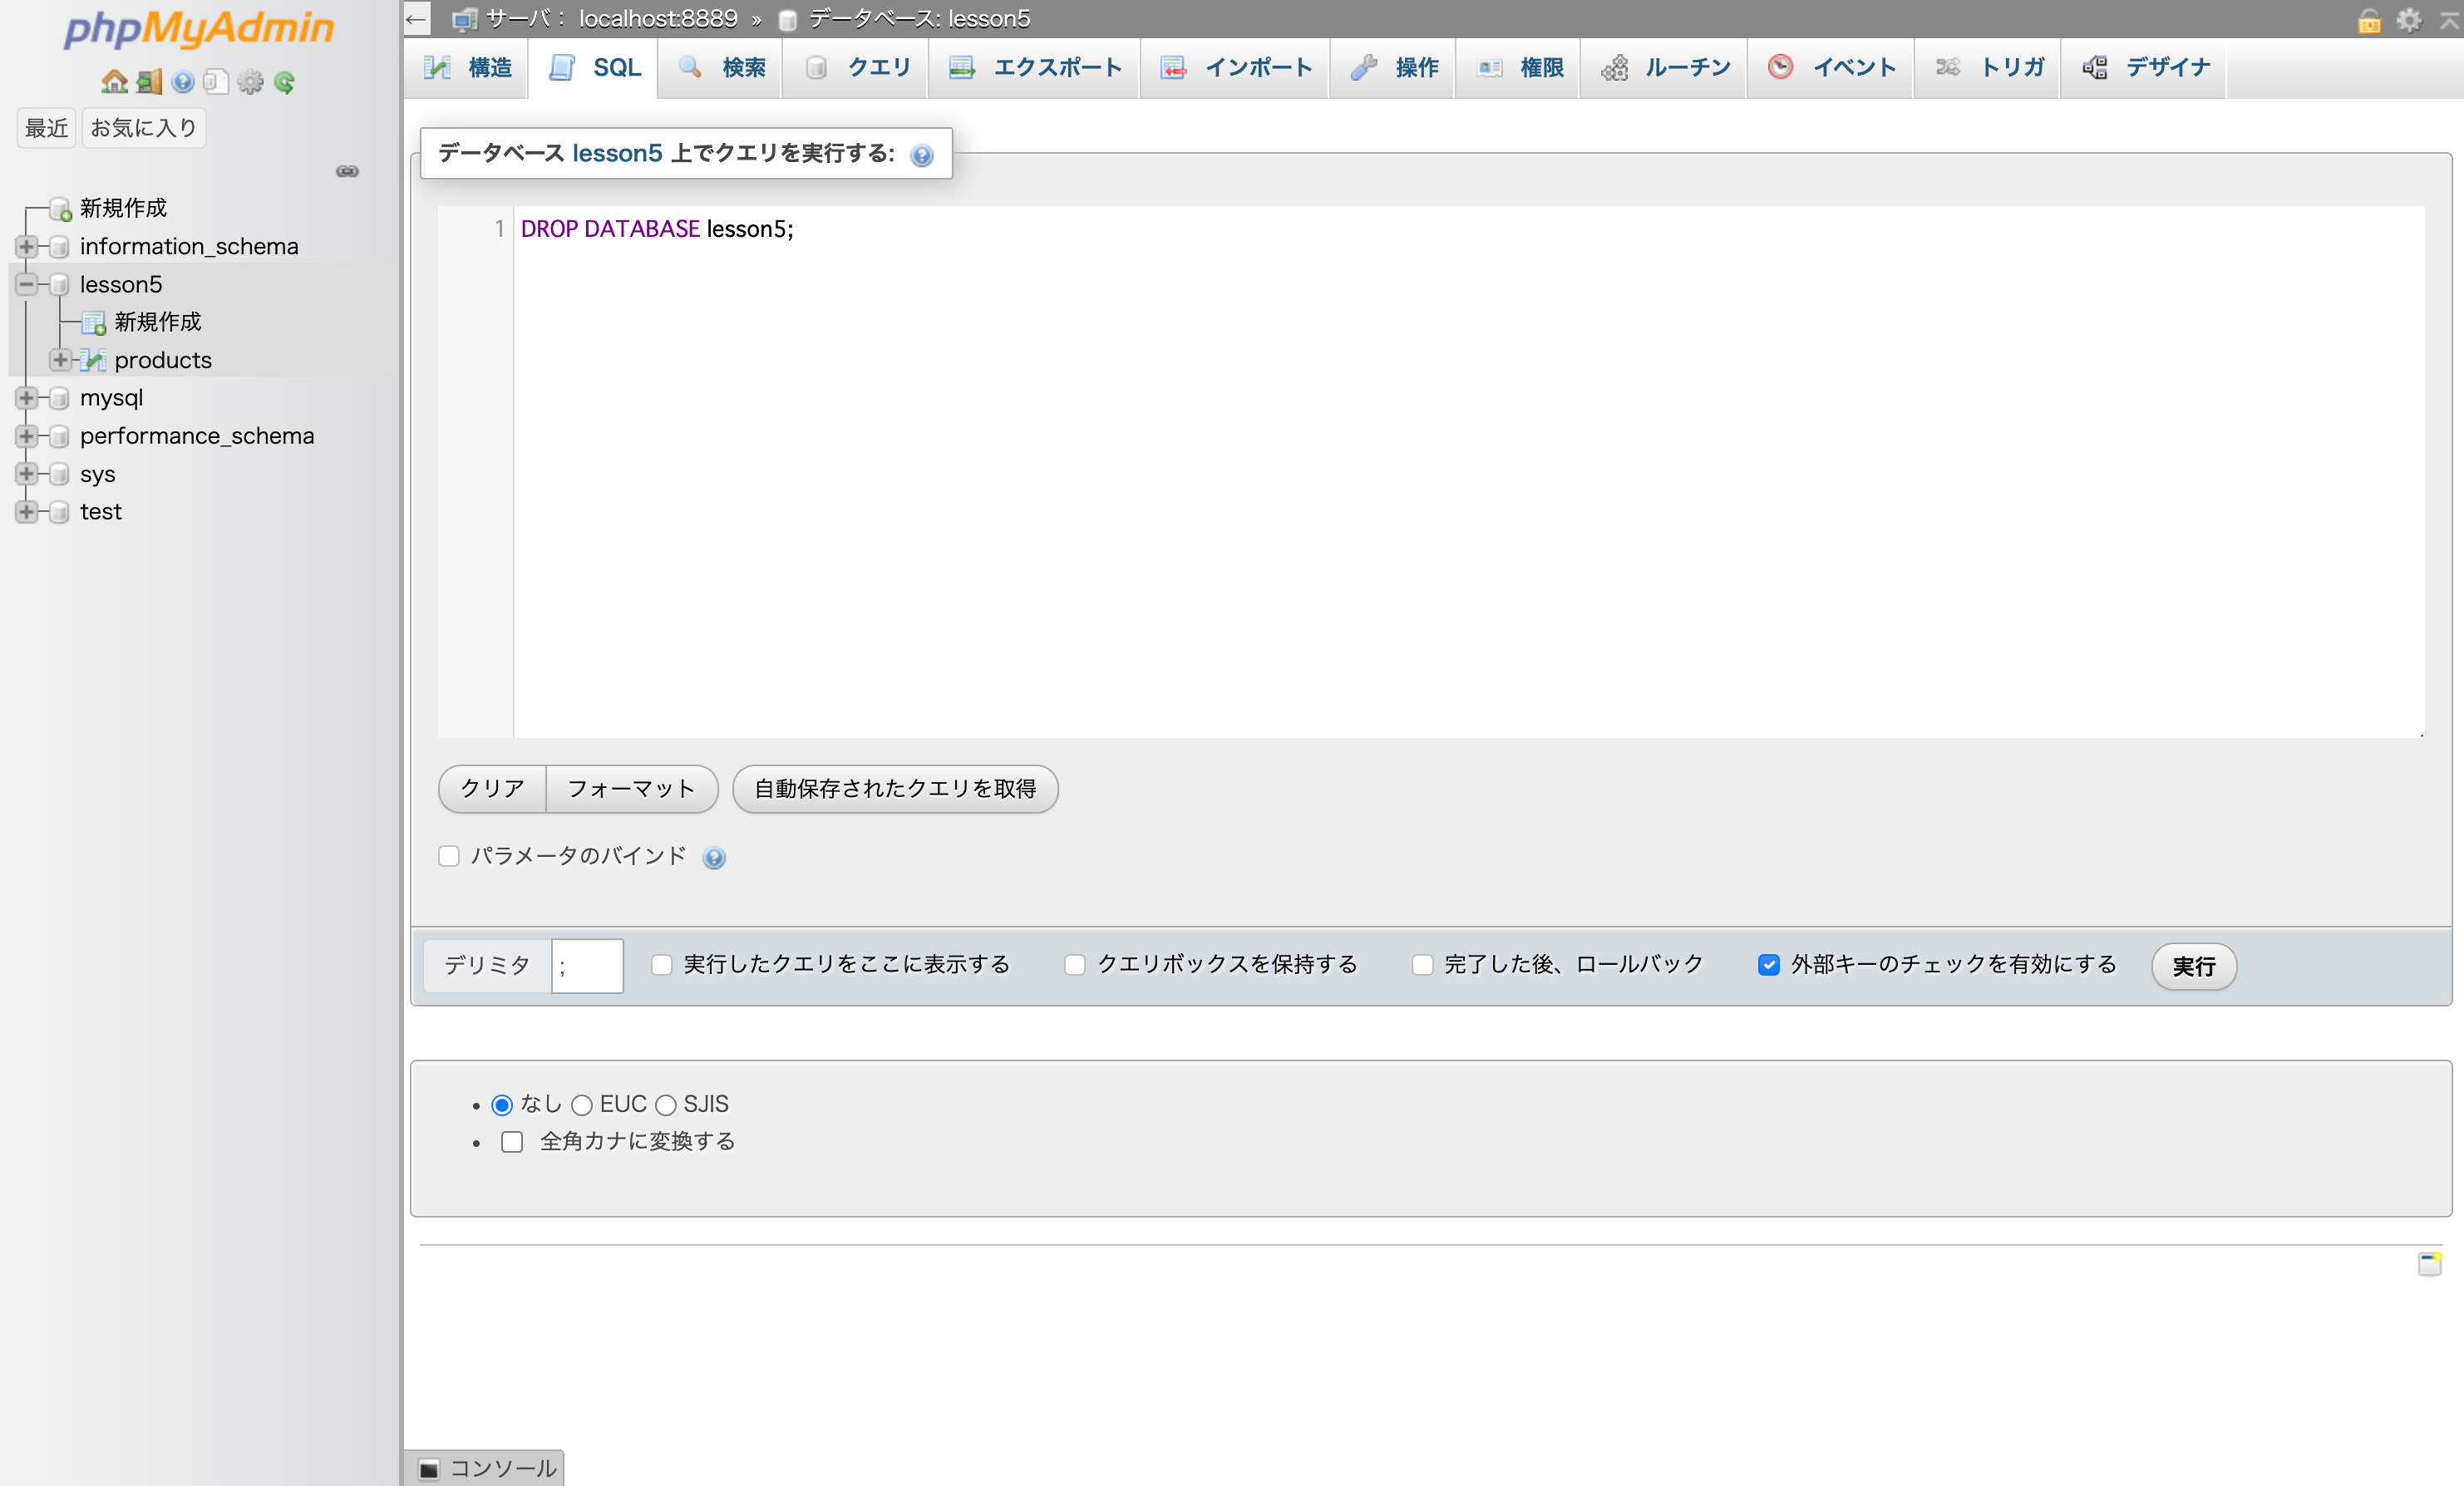 phpMyAdmin
最近 お気に入り
新規作成
information_schema
lesson5
新規作成
products
mysql
performance_schema
sys
test
← サーバ： localhost:8889 » データベース: lesson5
構造 SQL 検索 クエリ エクスポート インポート 操作 権限 ルーチン イベント トリガ デザイナ
データベース lesson5 上でクエリを実行する:
1 DROP DATABASE lesson5;
クリア フォーマット 自動保存されたクエリを取得
パラメータのバインド
デリミタ ; 実行したクエリをここに表示する クエリボックスを保持する 完了した後、ロールバック 外部キーのチェックを有効にする 実行
• なし EUC SJIS
• 全角カナに変換する
コンソール